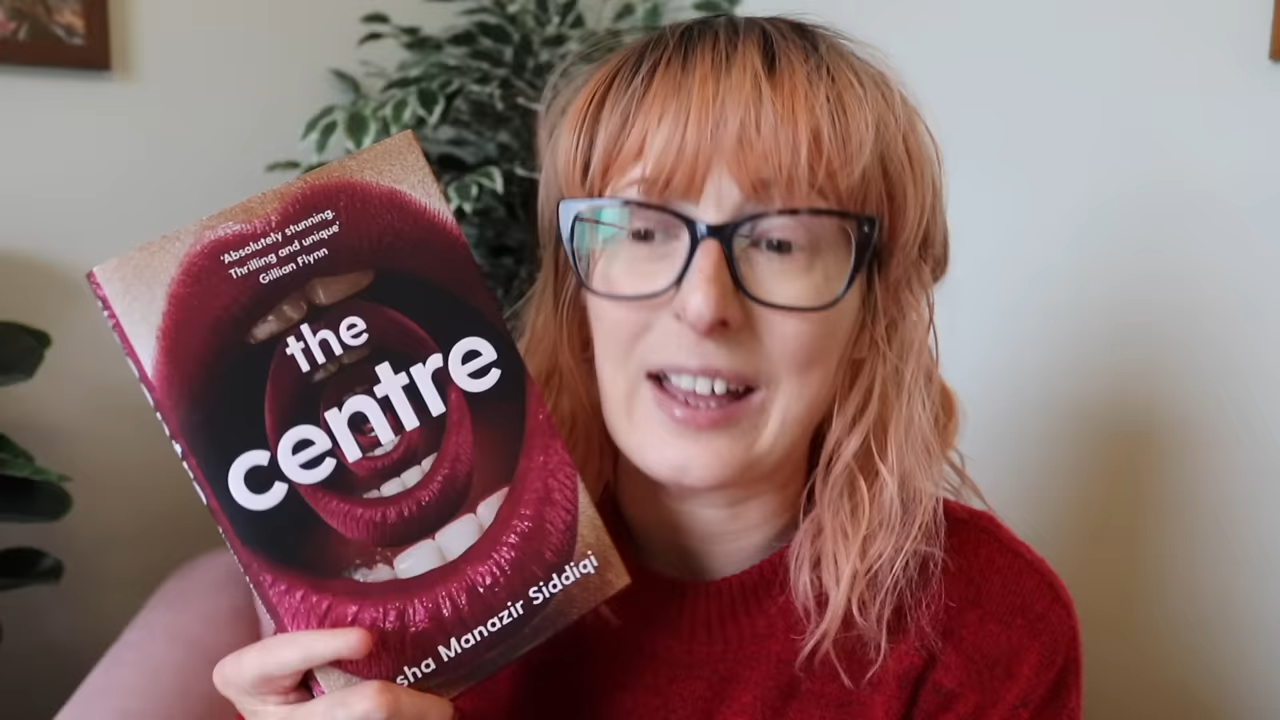 'Absolutely stunning.
Thrilling and unique'
Gillian Flynn
the
centre
sha Manazir Siddiqi